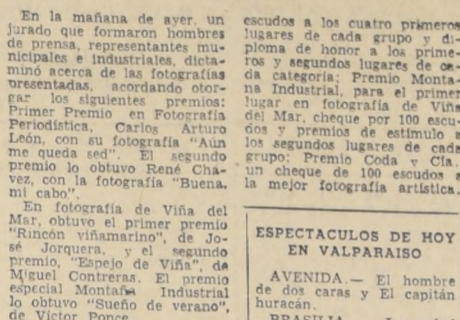 En la mañana de ayer, un
jurado que formaron hombres
de prensa, representantes mu-
nicipales e industriales, dicta-
minó acerca de las fotografías
presentadas, acordando otor-
gar los siguientes premios:
Primer Premio en Fotografía
Periodística, Carlos Arturo
León, con su fotografía "Aún
me queda sed". El segundo
premio lo obtuvo René Cha-
vez, con la fotografía "Buena,
mi cabo".
En fotografía de Viña del
Mar, obtuvo el primer premio
"Rincón viñamarino", de Jo-
sé Jorquera, y el segundo
premio, "Espejo de Viña", de
Miguel Contreras. El premio
especial Montaña Industrial
lo obtuvo "Sueño de verano",
de Víctor Ponce
escudos a los cuatro primeros
lugares de cada grupo y di-
ploma de honor a los prime-
ros y segundos lugares de ca-
da categoría; Premio Monta-
na Industrial, para el primer
lugar en fotografía de Viña
del Mar, cheque por 100 escu-
dos y premios de estímulo a
los segundos lugares de cada
grupo; Premio Coda y Cía.
un cheque de 100 escudos a
la mejor fotografía artística.
ESPECTACULOS DE HOY
EN VALPARAISO
AVENIDA.— El hombre
de dos caras y El capitán
huracán.
BRASILIA.—